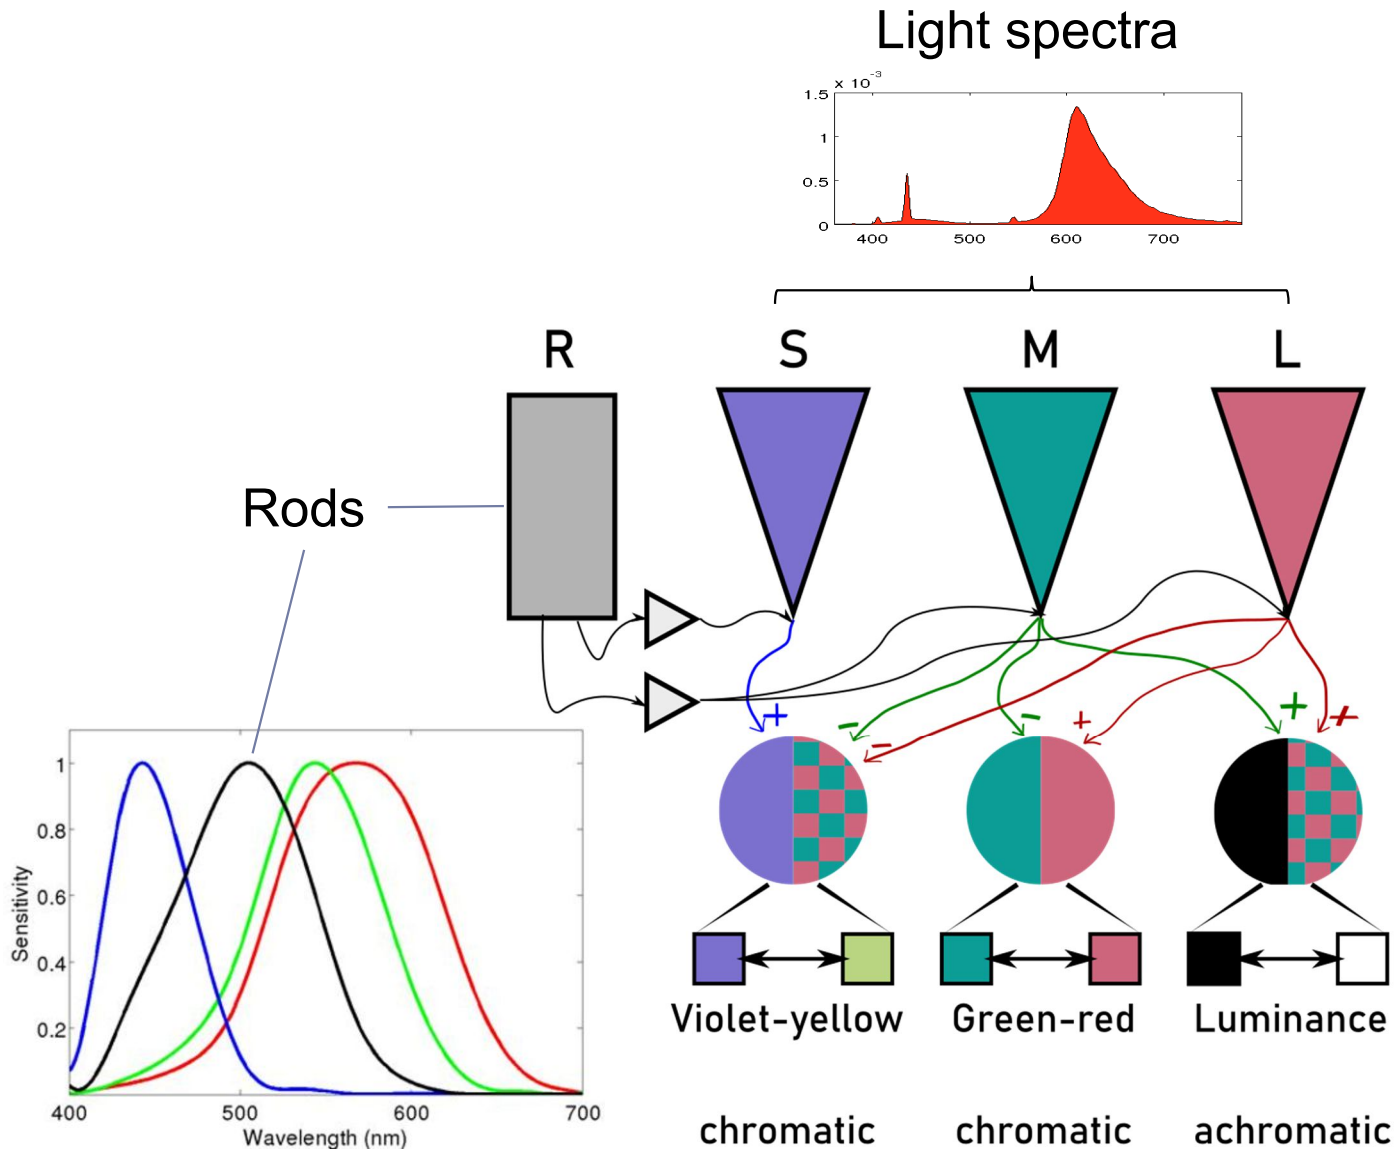 Light spectra
x 10⁻³
1.5
1
0.5
0
400 500 600 700
R S M L
Rods
+ - - + - + +
1
0.8
0.6
0.4
0.2
Sensitivity
400 500 600 700
Wavelength (nm)
Violet-yellow Green-red Luminance
chromatic chromatic achromatic